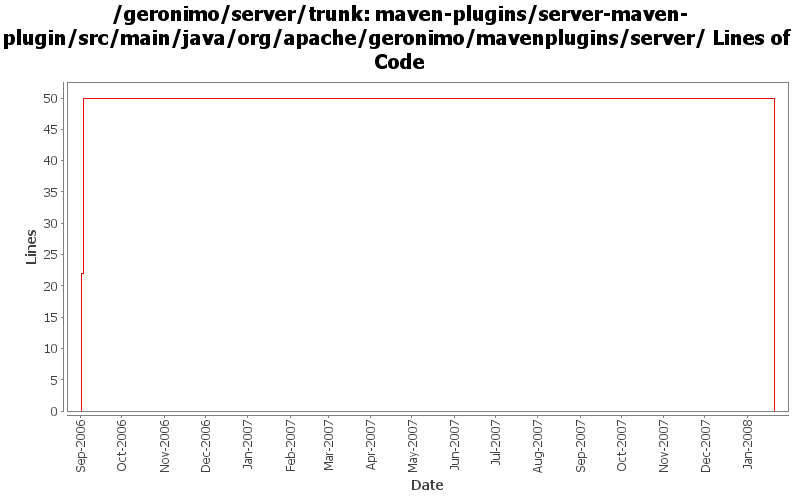 /geronimo/server/trunk: maven-plugins/server-maven-
plugin/src/main/java/org/apache/geronimo/mavenplugins/server/ Lines of
Code
50
45
40
35
30
25
20
15
10
5
0
Lines
Sep-2006
Oct-2006
Nov-2006
Dec-2006
Jan-2007
Feb-2007
Mar-2007
Apr-2007
May-2007
Jun-2007
Jul-2007
Aug-2007
Sep-2007
Oct-2007
Nov-2007
Dec-2007
Jan-2008
Date